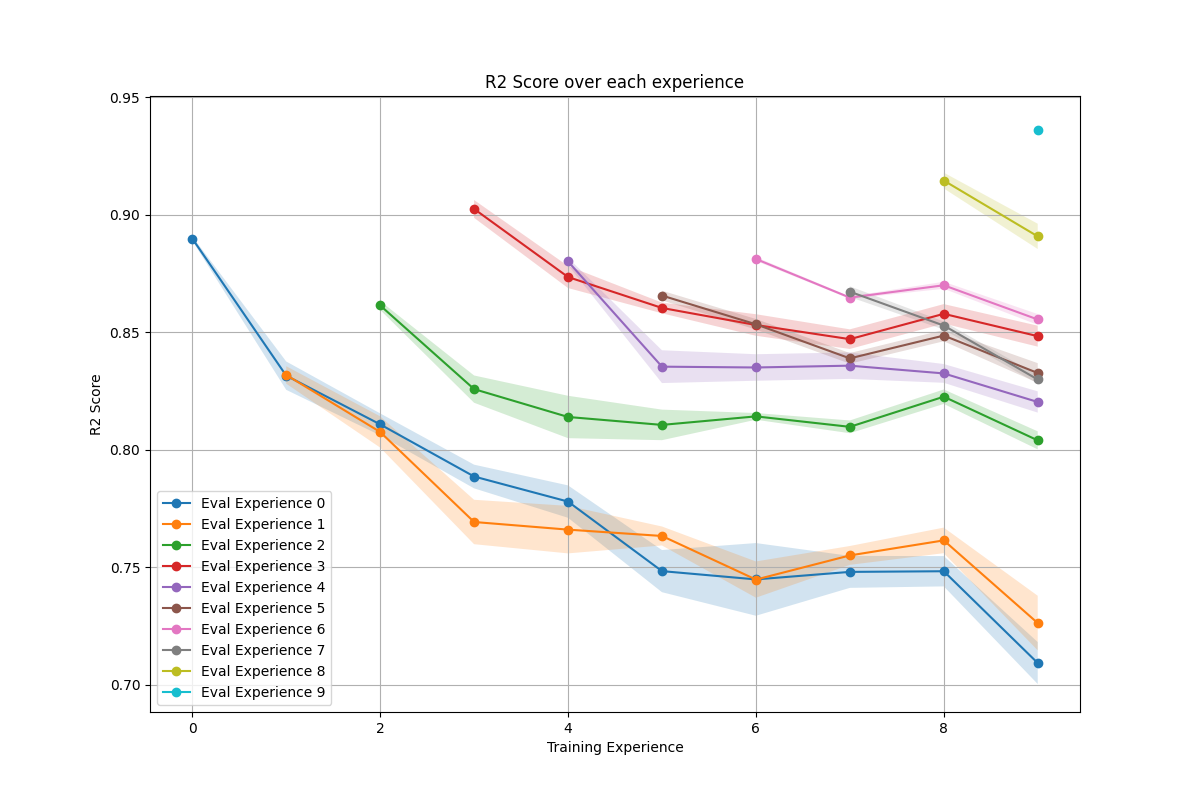 R2 Score over each experience
0.95
0.90
0.85
0.80
0.75
0.70
R2 Score
Eval Experience 0
Eval Experience 1
Eval Experience 2
Eval Experience 3
Eval Experience 4
Eval Experience 5
Eval Experience 6
Eval Experience 7
Eval Experience 8
Eval Experience 9
0 2 4 6 8
Training Experience